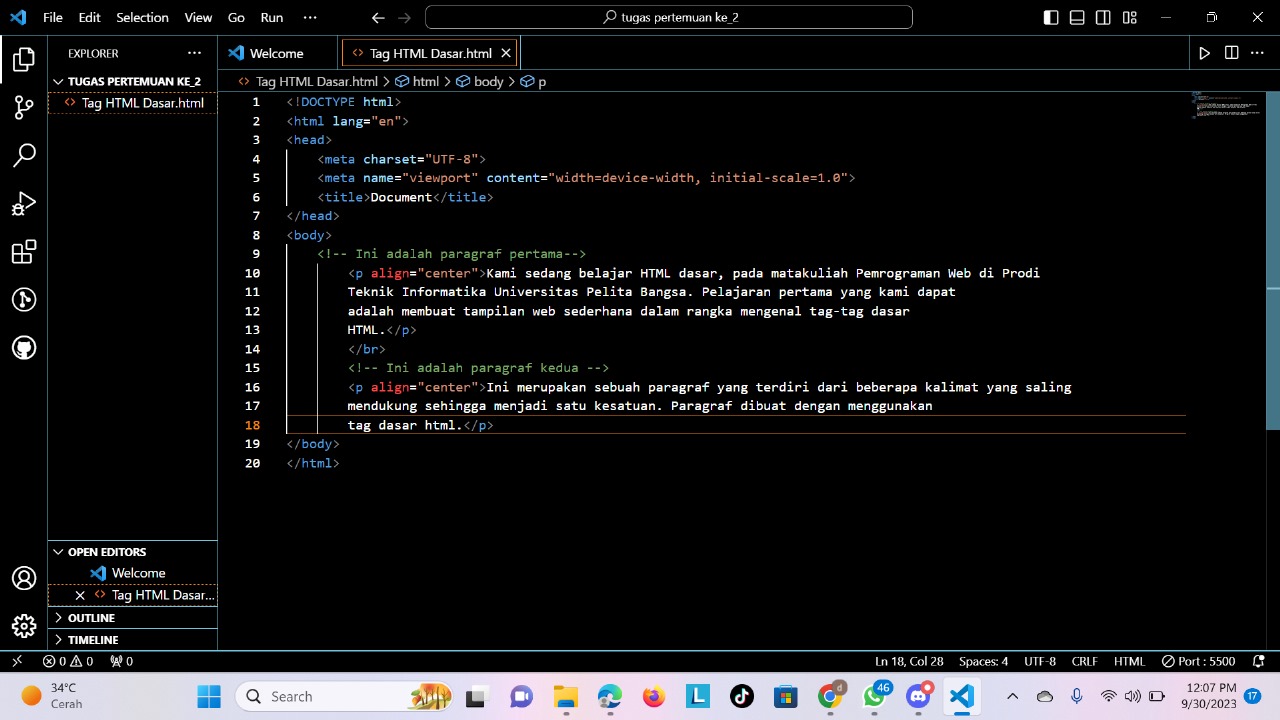 File Edit Selection View Go Run ··· tugas pertemuan ke_2
EXPLORER ···
TUGAS PERTEMUAN KE_2
Tag HTML Dasar.html
Welcome
Tag HTML Dasar.html
Tag HTML Dasar.html > html > body > p
1 <!DOCTYPE html>
2 <html lang="en">
3 <head>
4 <meta charset="UTF-8">
5 <meta name="viewport" content="width=device-width, initial-scale=1.0">
6 <title>Document</title>
7 </head>
8 <body>
9 <!-- Ini adalah paragraf pertama-->
10 <p align="center">Kami sedang belajar HTML dasar, pada matakuliah Pemrograman Web di Prodi
11 Teknik Informatika Universitas Pelita Bangsa. Pelajaran pertama yang kami dapat
12 adalah membuat tampilan web sederhana dalam rangka mengenal tag-tag dasar
13 HTML.</p>
14 </br>
15 <!-- Ini adalah paragraf kedua -->
16 <p align="center">Ini merupakan sebuah paragraf yang terdiri dari beberapa kalimat yang saling
17 mendukung sehingga menjadi satu kesatuan. Paragraf dibuat dengan menggunakan
18 tag dasar html.</p>
19 </body>
20 </html>
OPEN EDITORS
Welcome
Tag HTML Dasar...
OUTLINE
TIMELINE
0 0 0 Ln 18, Col 28 Spaces: 4 UTF-8 CRLF HTML Port : 5500
34°C
Cerah
Search
46
12:07 PM
9/30/2023
17